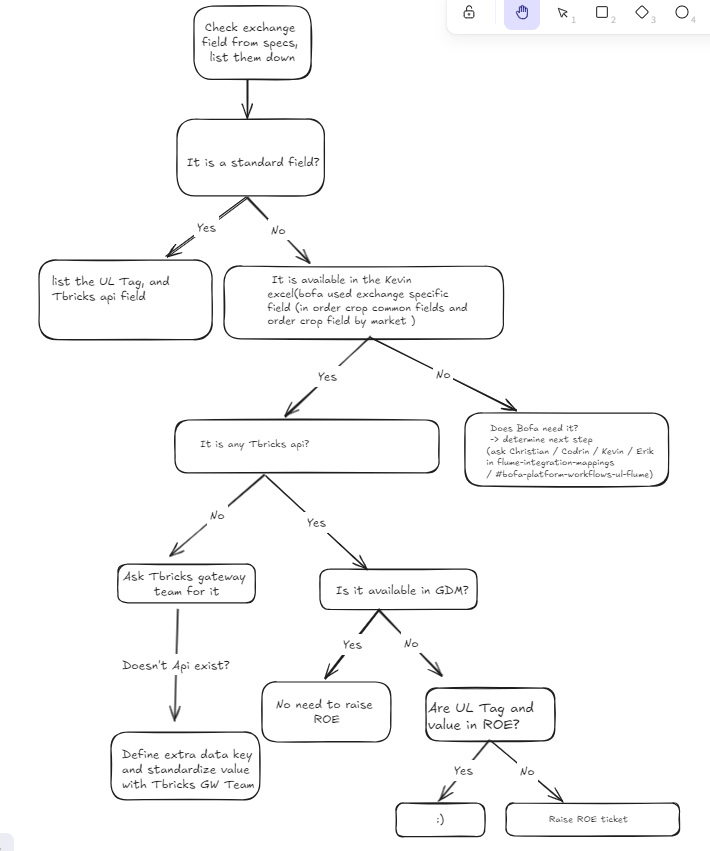 1
2
3
4
Check exchange
field from specs,
list them down
It is a standard field?
Yes
No
list the UL Tag, and
Tbricks api field
It is available in the Kevin
excel(bofa used exchange specific
field (in order crop common fields and
order crop field by market )
Yes
No
It is any Tbricks api?
Does Bofa need it?
-> determine next step
(ask Christian / Codrin / Kevin / Erik
in flume-integration-mappings
/ #bofa-platform-workflows-ul-flume)
No
Yes
Ask Tbricks gateway
team for it
Is it available in GDM?
Yes
No
Doesn't Api exist?
No need to raise
ROE
Are UL Tag and
value in ROE?
Define extra data key
and standardize value
with Tbricks GW Team
Yes
No
:)
Raise ROE ticket